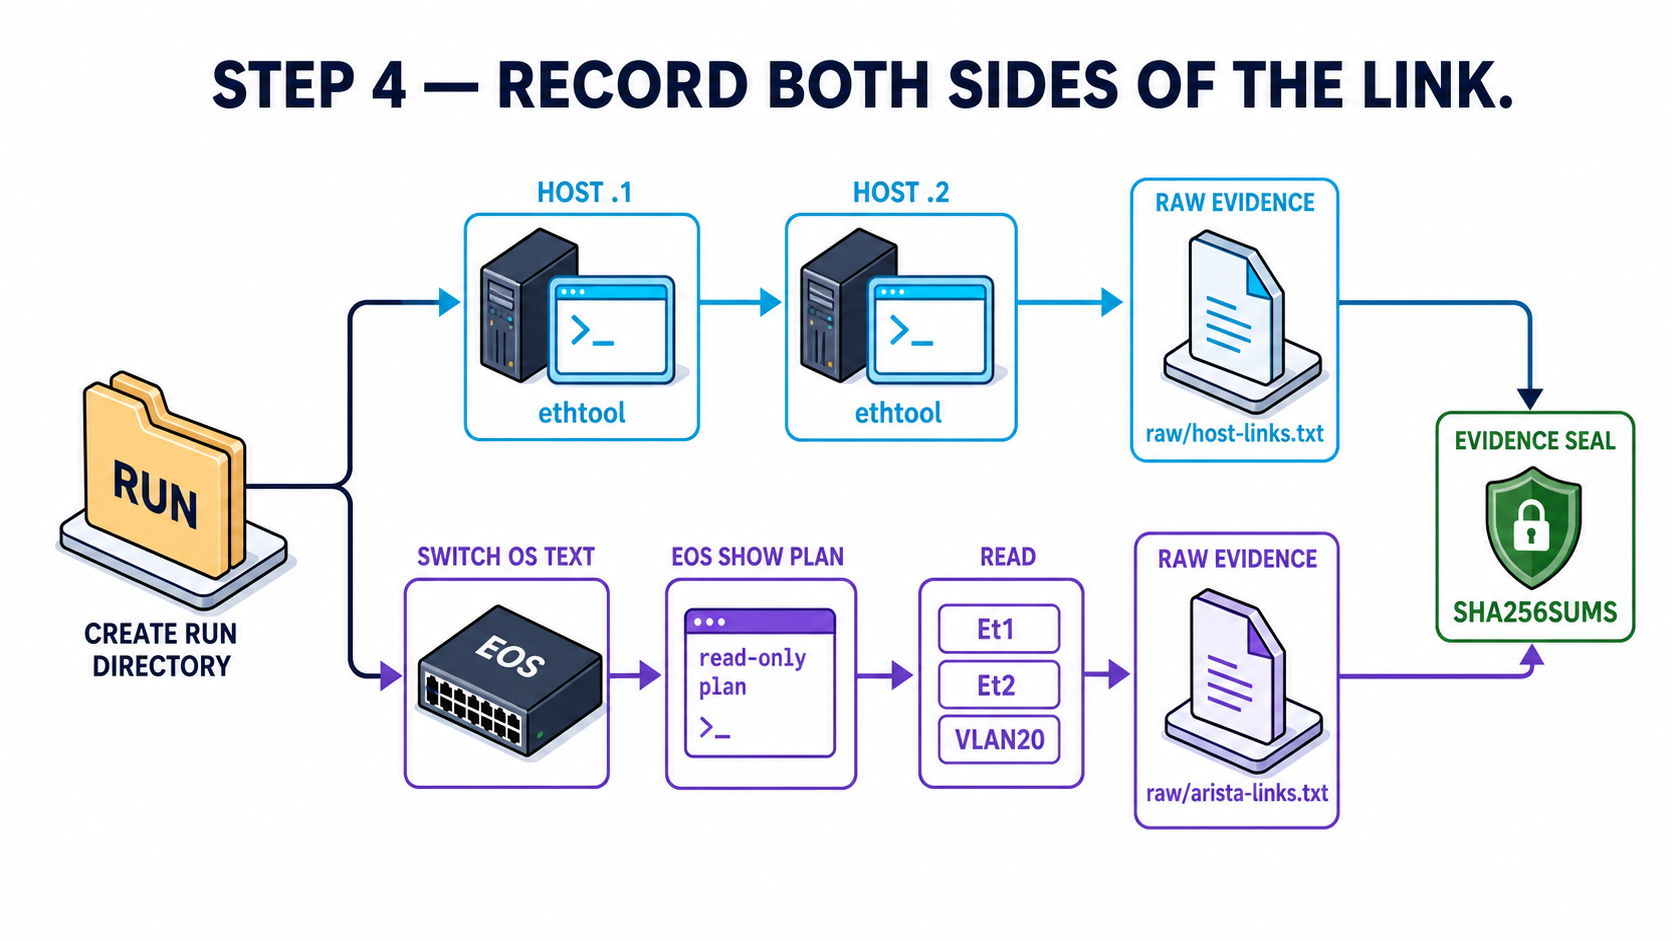 STEP 4 — RECORD BOTH SIDES OF THE LINK.
HOST .1
>_
ethtool
HOST .2
>_
ethtool
RAW EVIDENCE
raw/host-links.txt
RUN
CREATE RUN
DIRECTORY
SWITCH OS TEXT
EOS
EOS SHOW PLAN
read-only
plan
>_
READ
Et1
Et2
VLAN20
RAW EVIDENCE
raw/arista-links.txt
EVIDENCE SEAL
SHA256SUMS